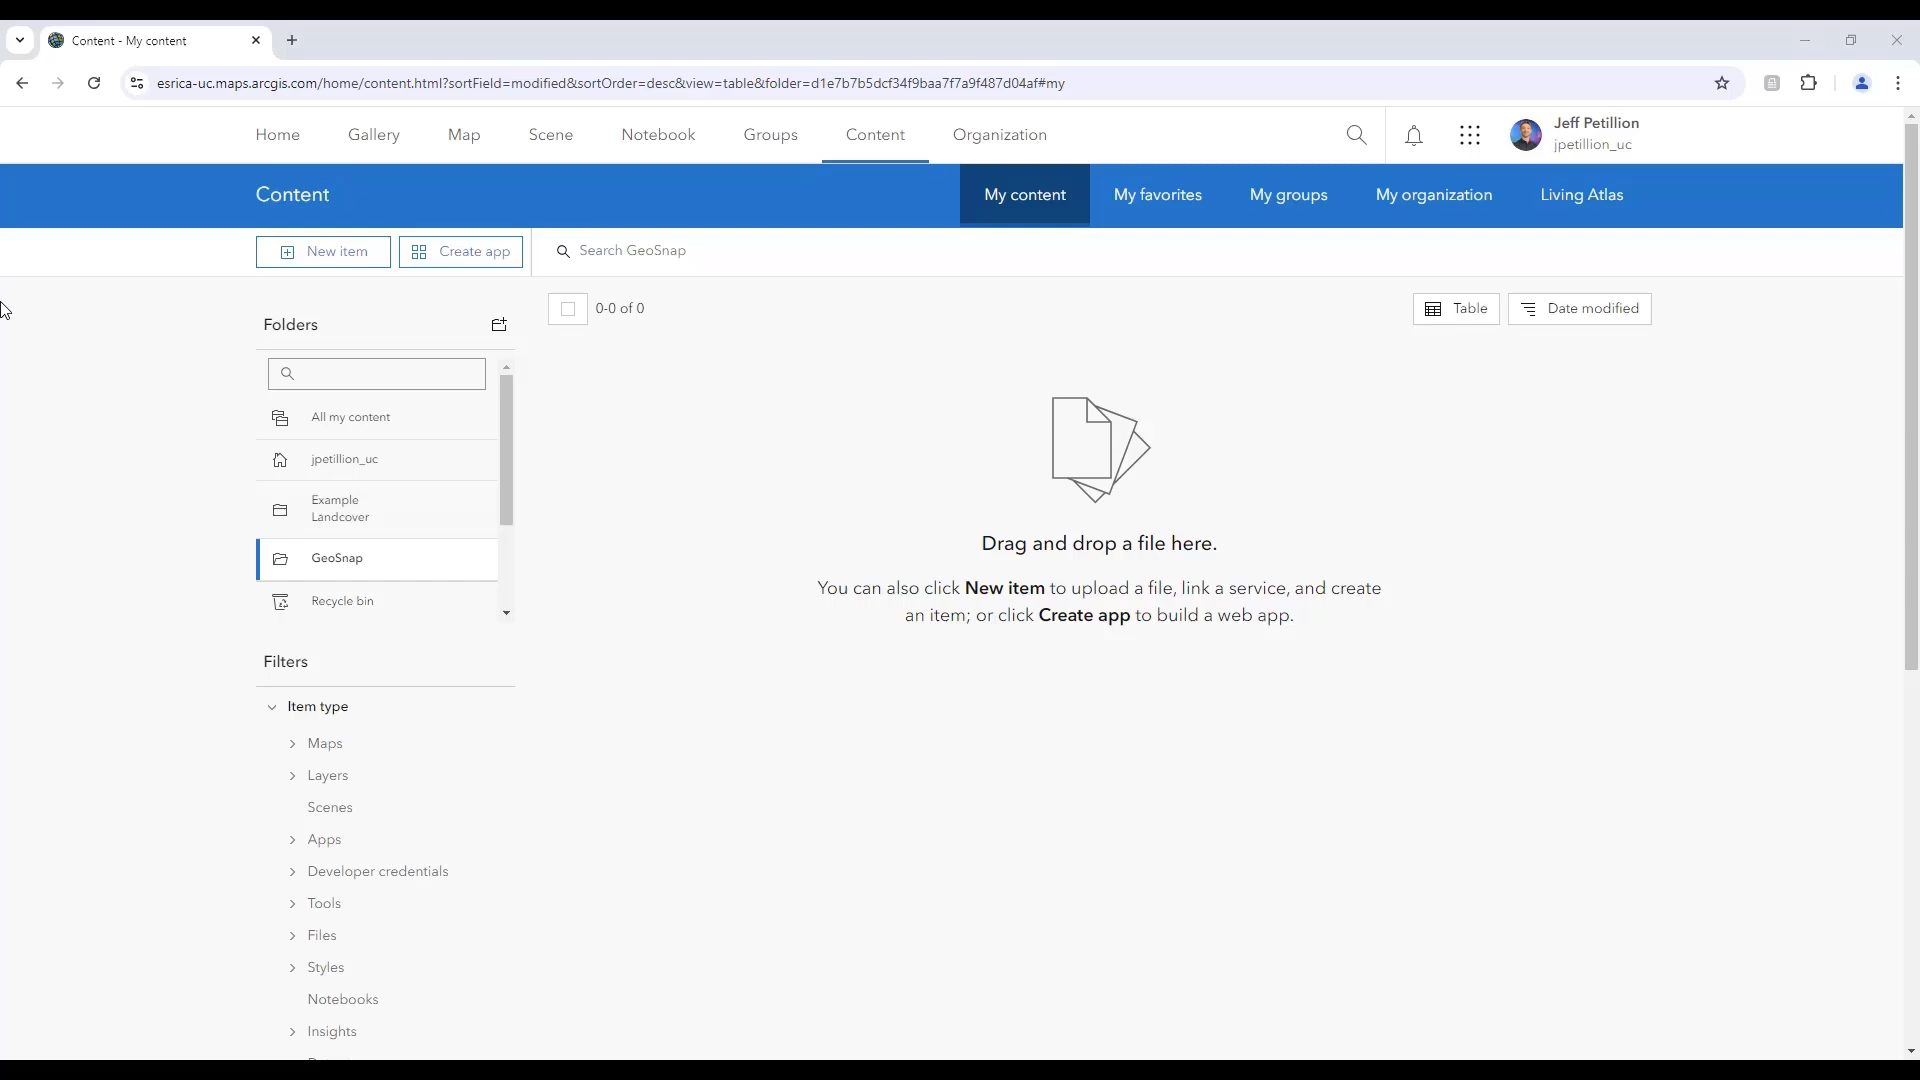 Content - My content
esrica-uc.maps.arcgis.com/home/content.html?sortField=modified&sortOrder=desc&view=table&folder=d1e7b7b5dcf34f9baa7f7a9f487d04af#my
Home Gallery Map Scene Notebook Groups Content Organization
Jeff Petillion
jpetillion_uc
Content
My content My favorites My groups My organization Living Atlas
New item Create app Search GeoSnap
Folders
0-0 of 0
Table Date modified
All my content
jpetillion_uc
Example
Landcover
GeoSnap
Recycle bin
Drag and drop a file here.
You can also click New item to upload a file, link a service, and create
an item; or click Create app to build a web app.
Filters
Item type
Maps
Layers
Scenes
Apps
Developer credentials
Tools
Files
Styles
Notebooks
Insights